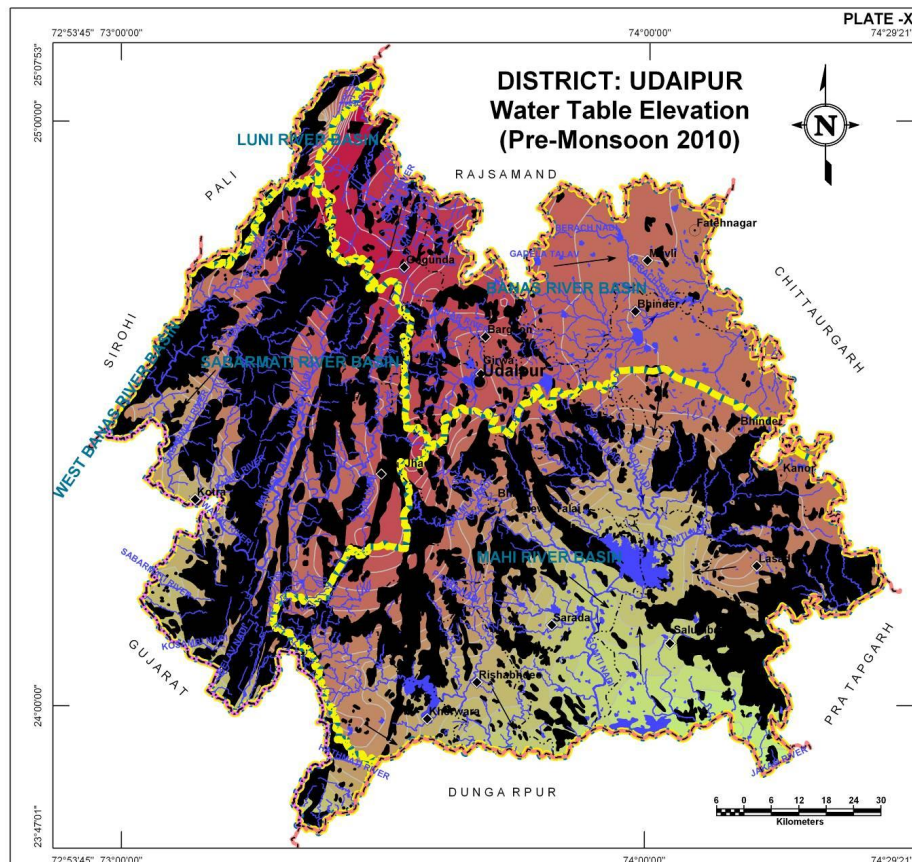 PLATE -X
72°53'45" 73°00'00" 74°00'00" 74°29'21"
25°07'53"
25°00'00"
DISTRICT: UDAIPUR
Water Table Elevation
(Pre-Monsoon 2010)
N
LUNI RIVER BASIN
PALI
RAJSAMAND
Fatehnagar
BERACH NADI
GADELA TALAV
Mavli
Gogunda
CHITTAURGARH
BANAS RIVER BASIN
Bhinder
SIROHI
Bargaon
SABARMATI RIVER BASIN
Girwa
Udaipur
WEST BANAS RIVER BASIN
Bhinder
Kanor
Kotra
MAHI RIVER BASIN
SABARMATI RIVER
Sarada
GUJARAT
PRATAPGARH
Rishabhdeo
24°00'00"
Kherwara
JAKAM RIVER
DUNGARPUR
6 0 6 12 18 24 30
Kilometers
23°47'01"
72°53'45" 73°00'00" 74°00'00" 74°29'21"